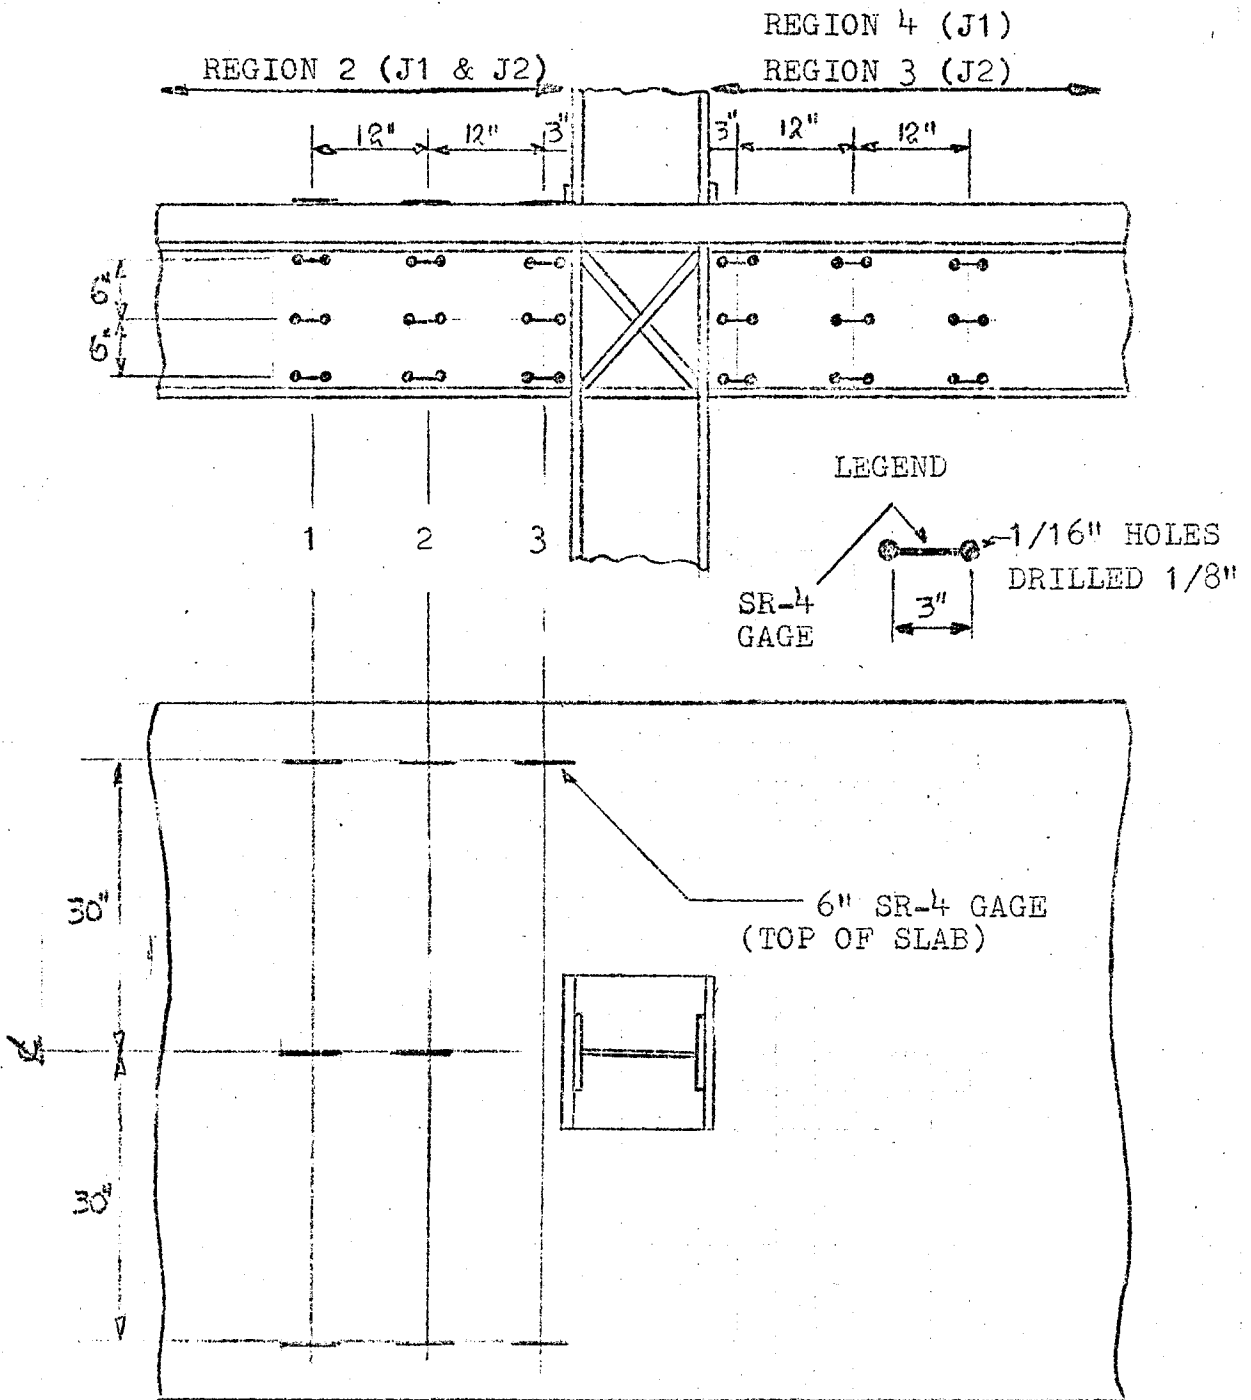 REGION 4 (J1)
REGION 2 (J1 & J2)
REGION 3 (J2)
12"
12"
3"
3"
12"
12"
6"
6"
LEGEND
1
2
3
1/16" HOLES
DRILLED 1/8"
SR-4
GAGE
3"
30"
6" SR-4 GAGE
(TOP OF SLAB)
℄
30"